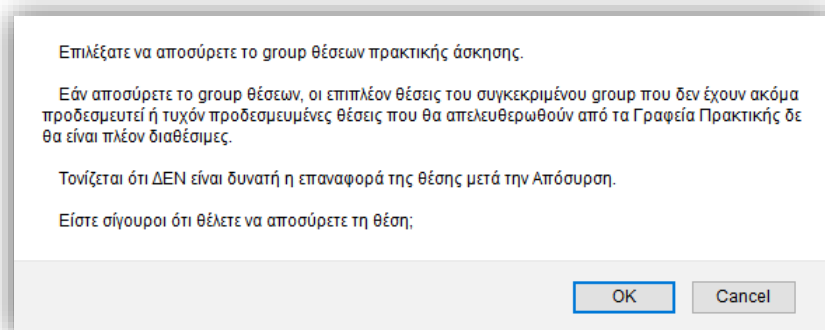 Επιλέξατε να αποσύρετε το group θέσεων πρακτικής άσκησης.
Εάν αποσύρετε το group θέσεων, οι επιπλέον θέσεις του συγκεκριμένου group που δεν έχουν ακόμα
προδεσμευτεί ή τυχόν προδεσμευμένες θέσεις που θα απελευθερωθούν από τα Γραφεία Πρακτικής δε
θα είναι πλέον διαθέσιμες.
Τονίζεται ότι ΔΕΝ είναι δυνατή η επαναφορά της θέσης μετά την Απόσυρση.
Είστε σίγουροι ότι θέλετε να αποσύρετε τη θέση;
OK Cancel